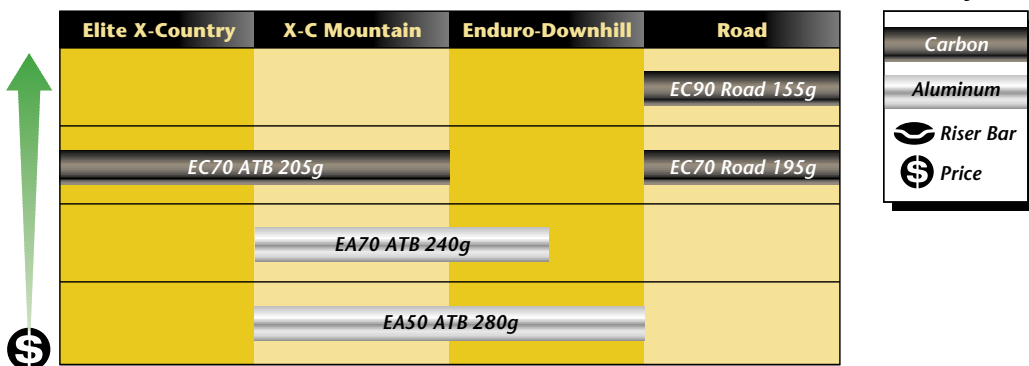 Elite X-Country X-C Mountain Enduro-Downhill Road
EC90 Road 155g
EC70 ATB 205g EC70 Road 195g
EA70 ATB 240g
EA50 ATB 280g
$
Carbon
Aluminum
Riser Bar
$ Price